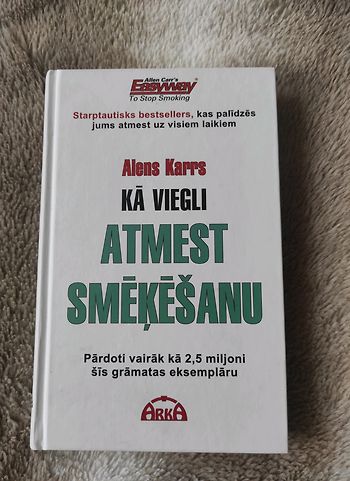 Allen Carr's
Easyway
To Stop Smoking
Starptautisks bestsellers, kas palīdzēs
jums atmest uz visiem laikiem
Alens Karrs
KĀ VIEGLI
ATMEST
SMĒĶĒŠANU
Pārdoti vairāk kā 2,5 miljoni
šīs grāmatas eksemplāru
ARKA